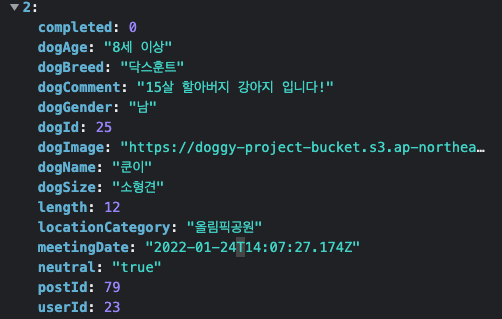 2:
completed: 0
dogAge: "8세 이상"
dogBreed: "닥스훈트"
dogComment: "15살 할아버지 강아지 입니다!"
dogGender: "남"
dogId: 25
dogImage: "https://doggy-project-bucket.s3.ap-northea…
dogName: "쿤이"
dogSize: "소형견"
length: 12
locationCategory: "올림픽공원"
meetingDate: "2022-01-24T14:07:27.174Z"
neutral: "true"
postId: 79
userId: 23